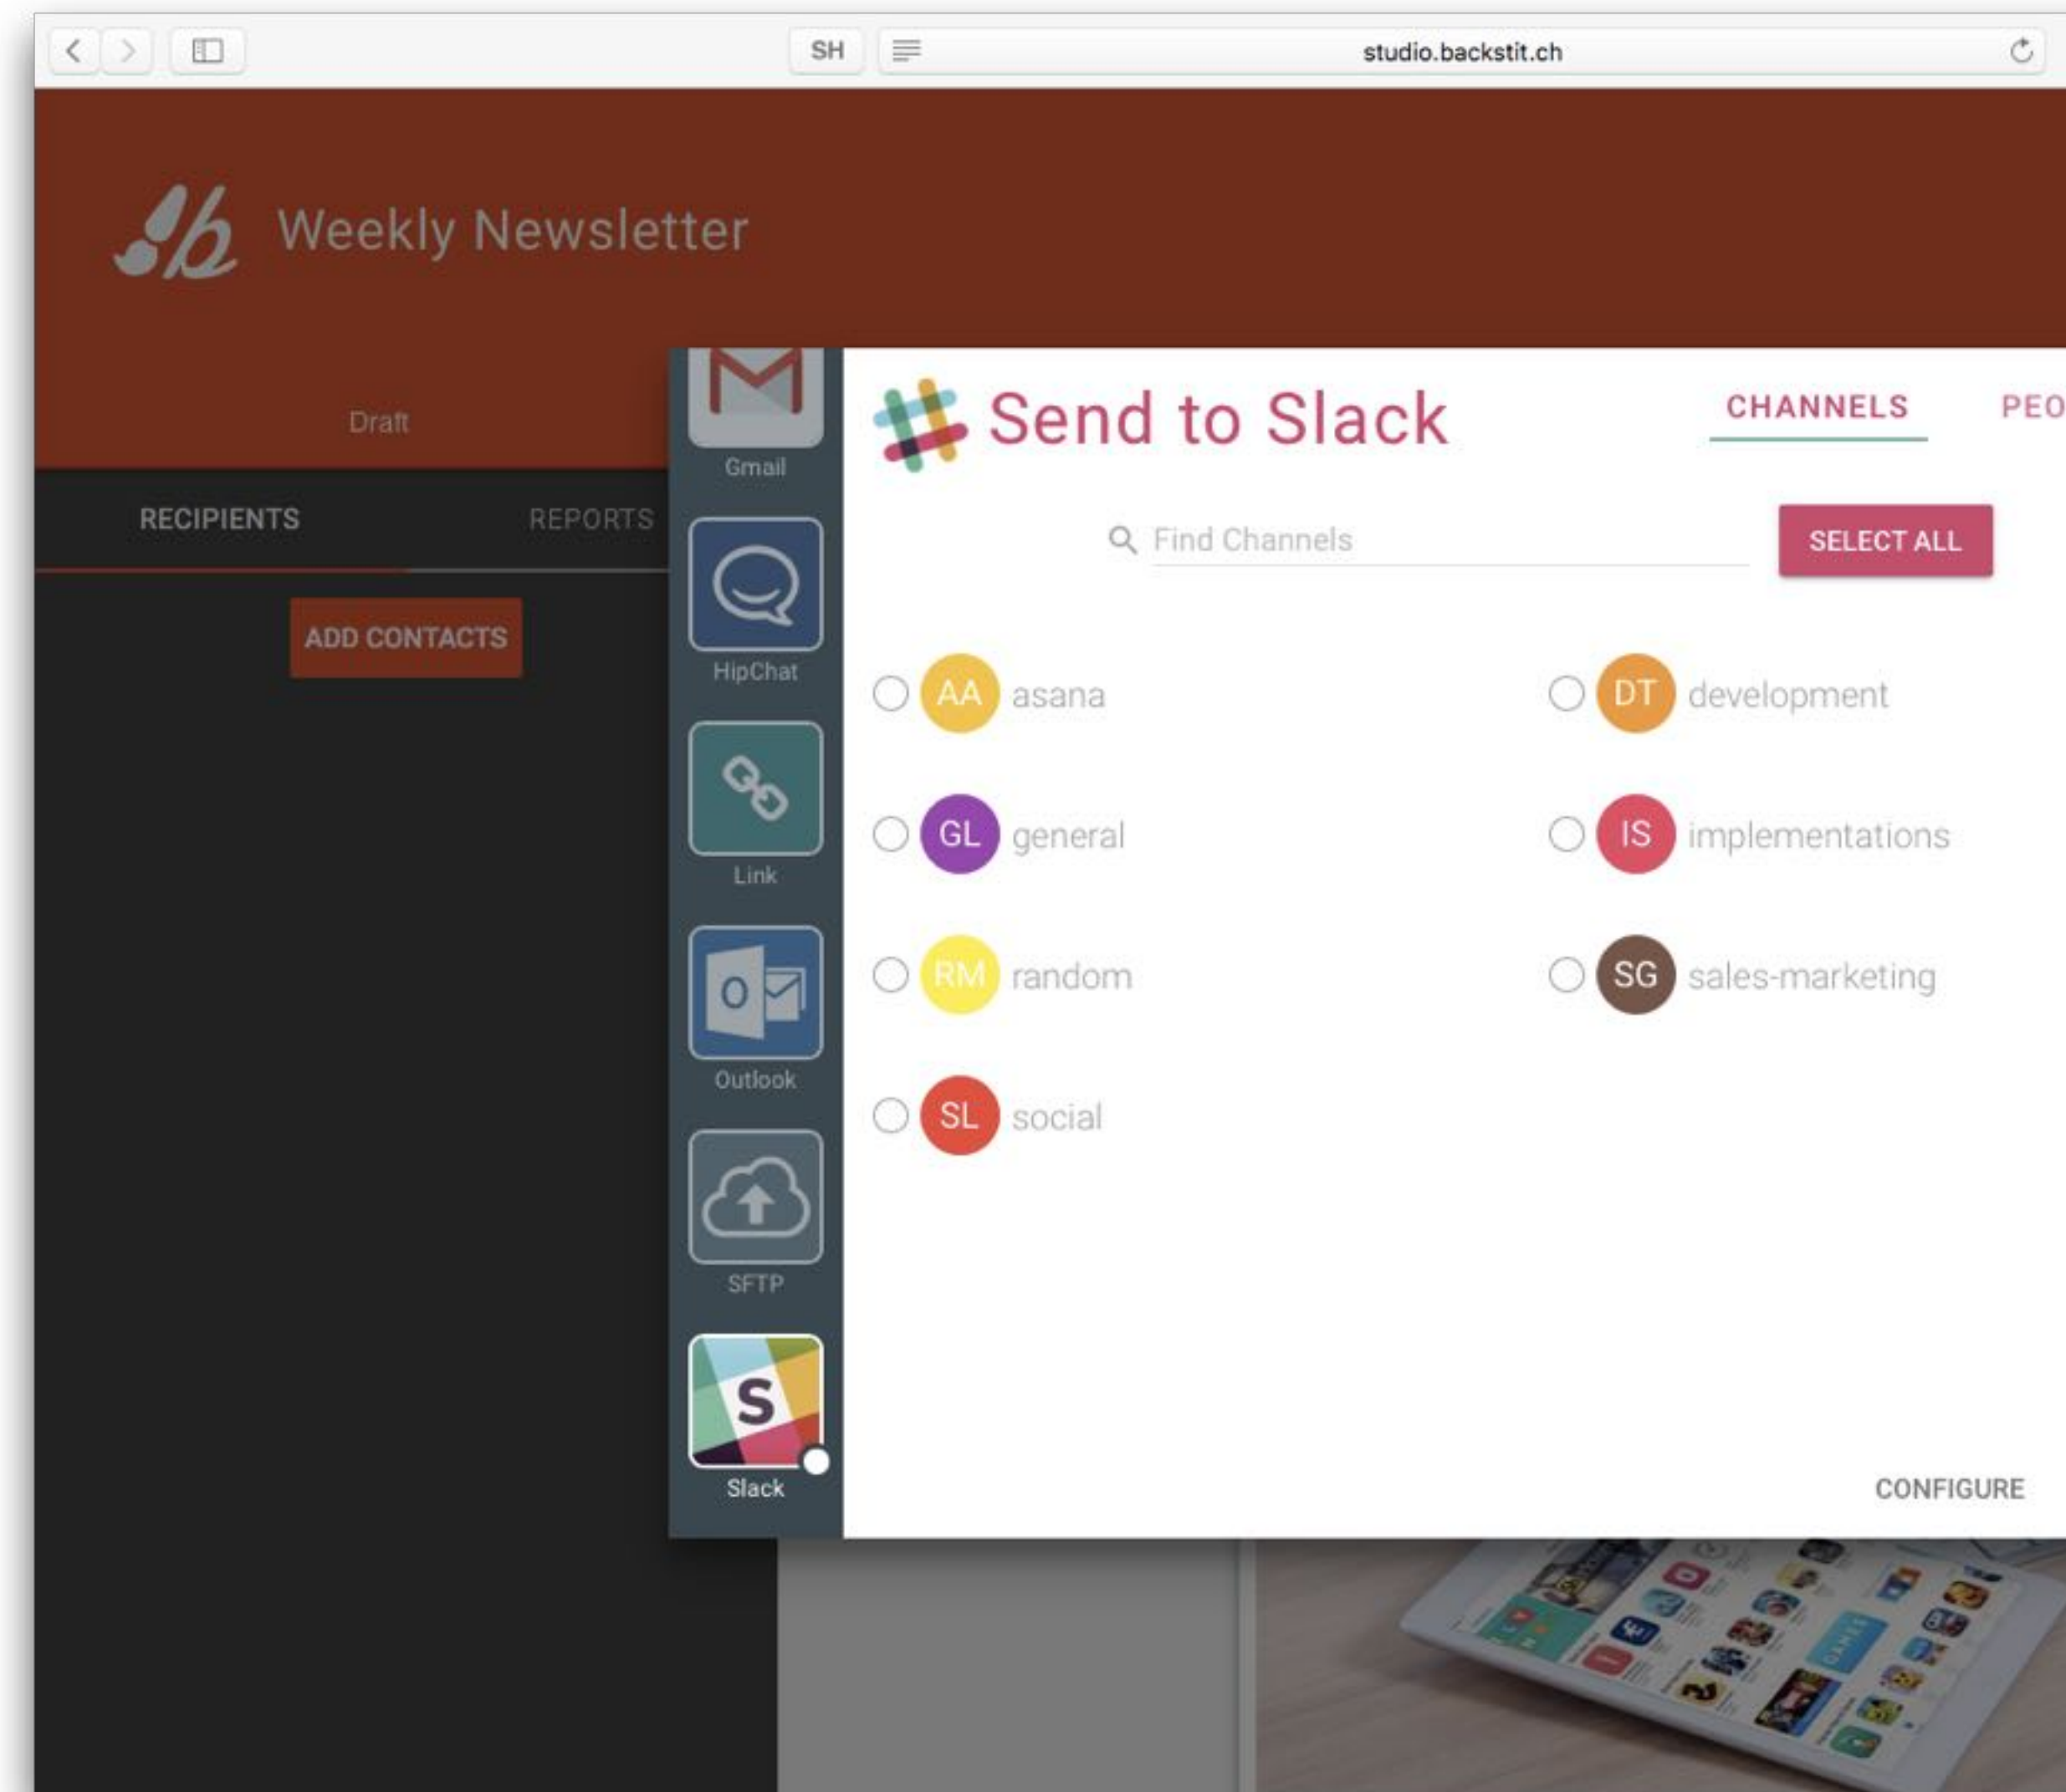 SH
studio.backstit.ch
Weekly Newsletter
Draft
RECIPIENTS
REPORTS
ADD CONTACTS
Gmail
HipChat
Link
Outlook
SFTP
S
Slack
Send to Slack
CHANNELS
PEO
Find Channels
SELECT ALL
AA asana
DT development
GL general
IS implementations
RM random
SG sales-marketing
SL social
CONFIGURE
GAMES